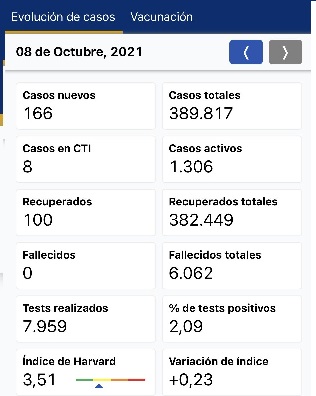 Evolución de casos Vacunación
08 de Octubre, 2021
Casos nuevos Casos totales
166 389.817
Casos en CTI Casos activos
8 1.306
Recuperados Recuperados totales
100 382.449
Fallecidos Fallecidos totales
0 6.062
Tests realizados % de tests positivos
7.959 2,09
Índice de Harvard Variación de índice
3,51 +0,23